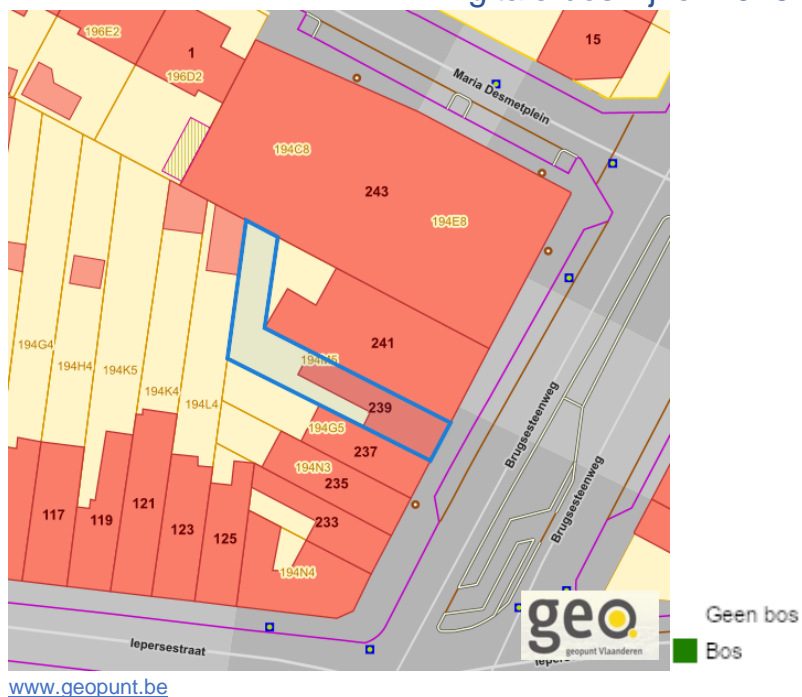 196E2
1
196D2
15
Maria Desmetplein
194C8
243
194E8
241
194G4
194H4
194K5
194K4
194L4
239
194G5
237
194N3
235
233
194N4
117
119
121
123
125
Brugsesteenweg
Brugsesteenweg
Iepersestraat
geo
geopunt Vlaanderen
Geen bos
Bos
www.geopunt.be